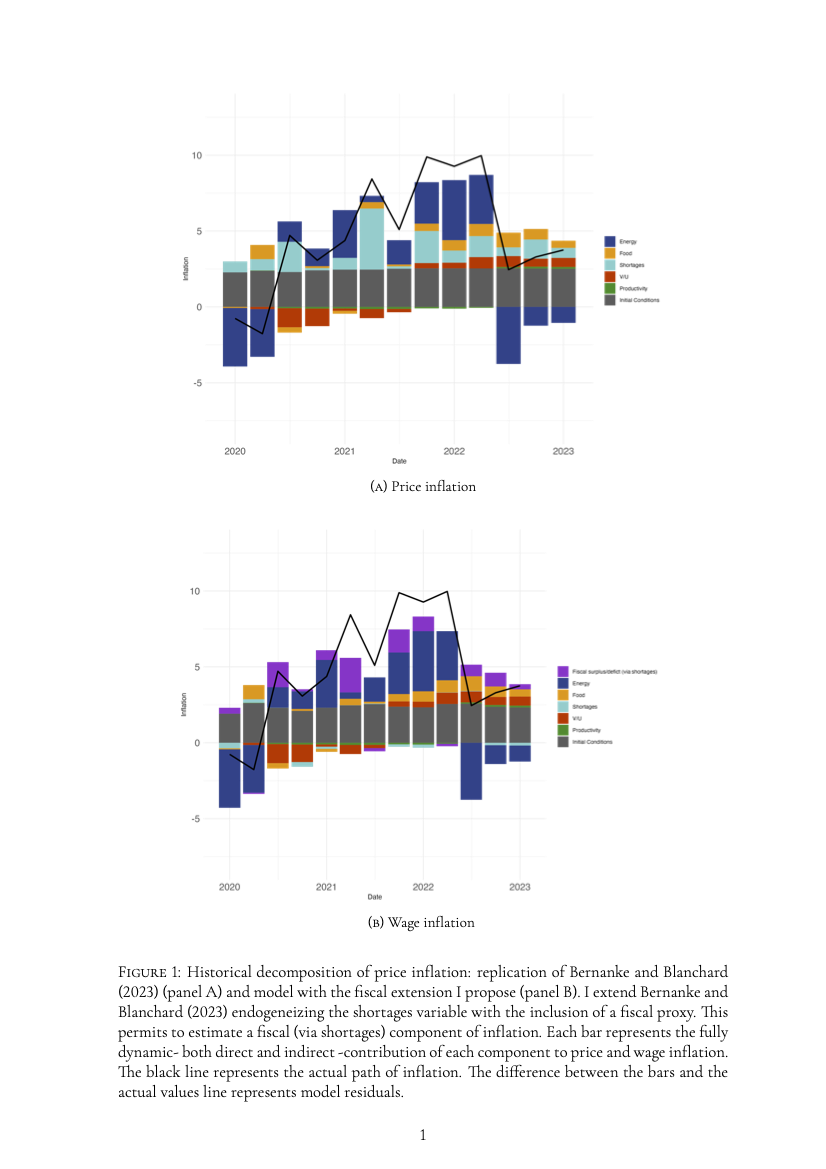 10
5
0
-5
Inflation
2020
2021
2022
2023
Date
Energy
Food
Shortages
V/U
Productivity
Initial Conditions
(A) Price inflation
10
5
0
-5
Inflation
2020
2021
2022
2023
Date
Fiscal surplus/deficit (via shortages)
Energy
Food
Shortages
V/U
Productivity
Initial Conditions
(B) Wage inflation
Figure 1: Historical decomposition of price inflation: replication of Bernanke and Blanchard
(2023) (panel A) and model with the fiscal extension I propose (panel B). I extend Bernanke and
Blanchard (2023) endogeneizing the shortages variable with the inclusion of a fiscal proxy. This
permits to estimate a fiscal (via shortages) component of inflation. Each bar represents the fully
dynamic- both direct and indirect -contribution of each component to price and wage inflation.
The black line represents the actual path of inflation. The difference between the bars and the
actual values line represents model residuals.
1